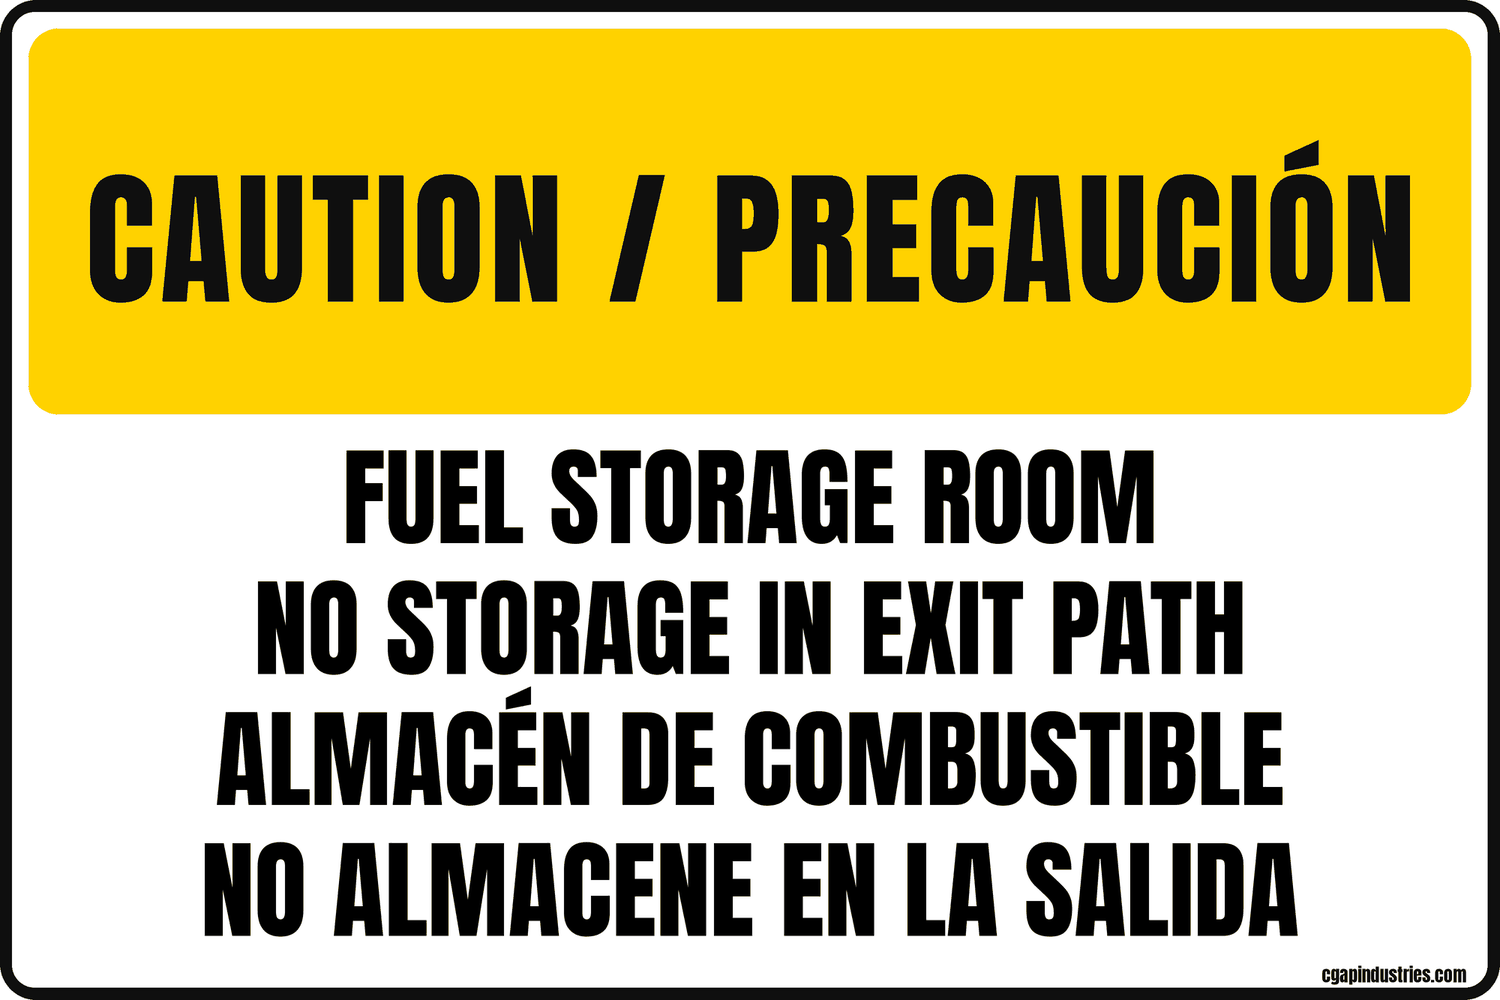 CAUTION / PRECAUCIÓN
FUEL STORAGE ROOM
NO STORAGE IN EXIT PATH
ALMACÉN DE COMBUSTIBLE
NO ALMACENE EN LA SALIDA
cgapindustries.com